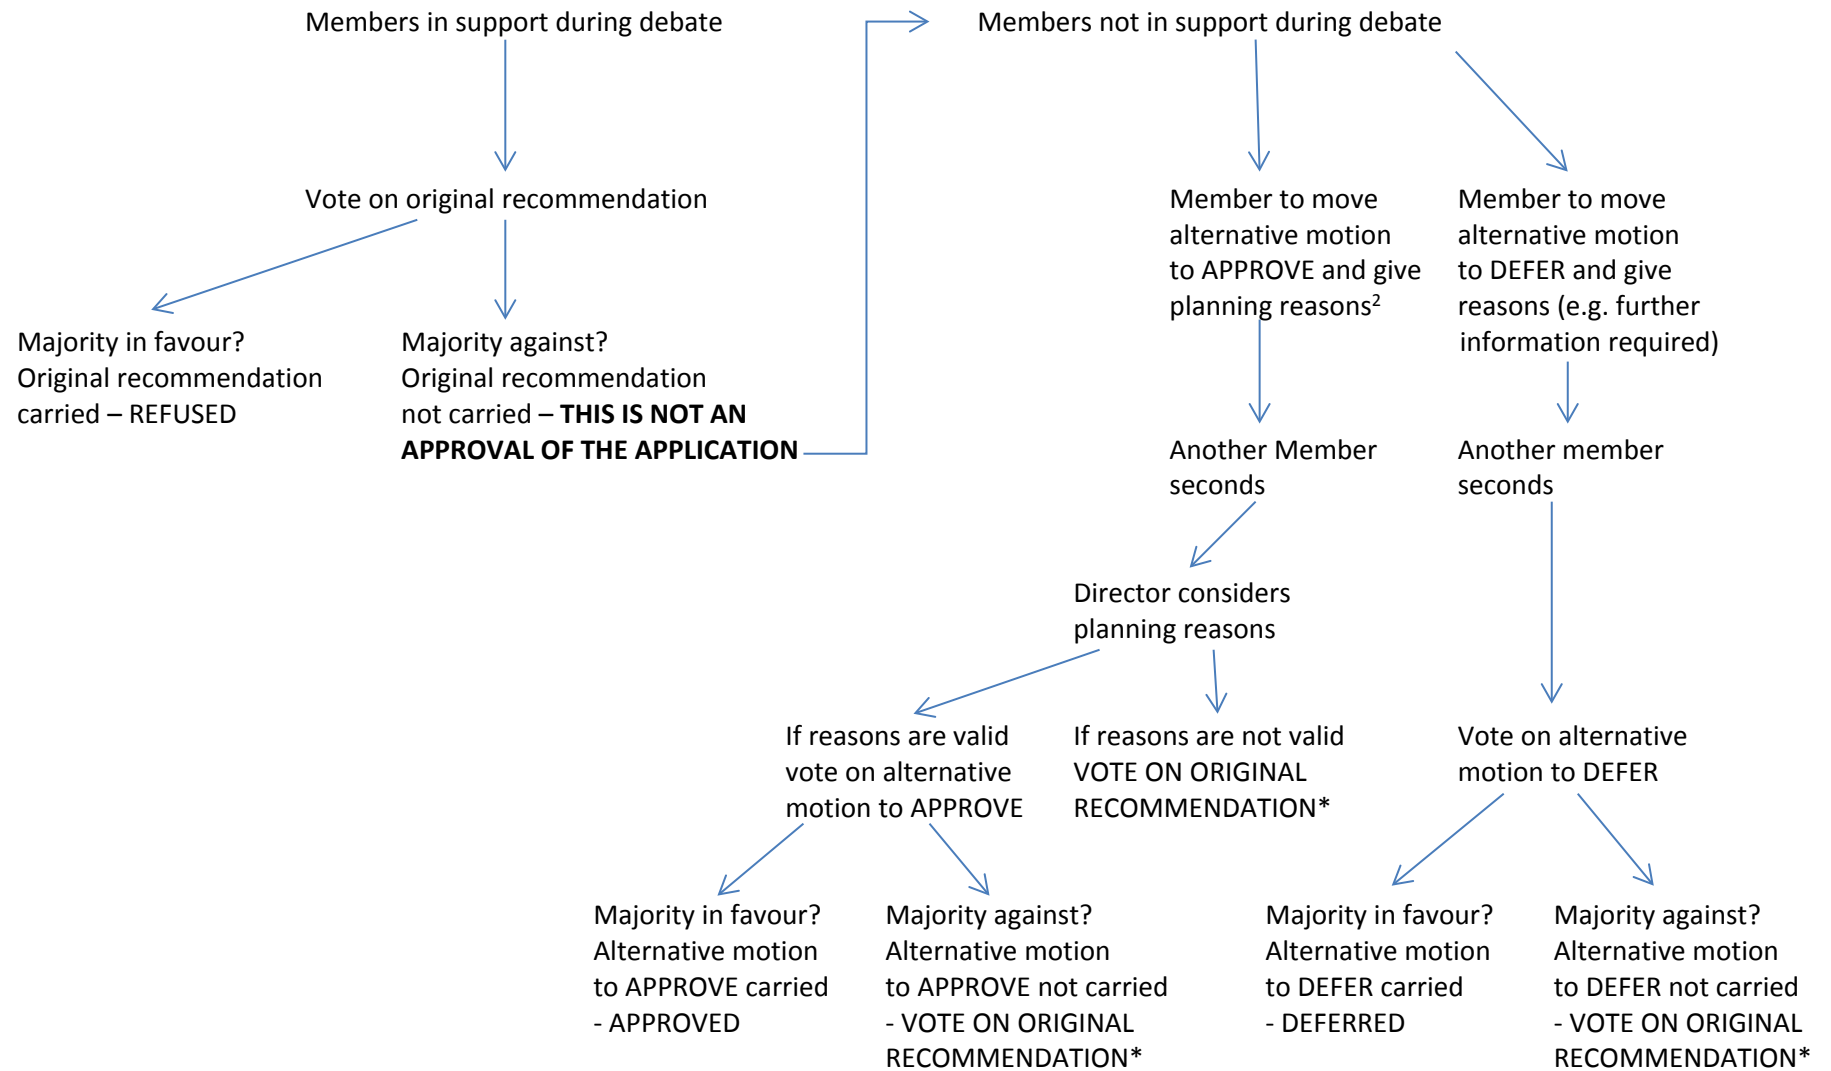 Members in support during debate
Members not in support during debate
Vote on original recommendation
Majority in favour?
Original recommendation
carried – REFUSED
Majority against?
Original recommendation
not carried – THIS IS NOT AN
APPROVAL OF THE APPLICATION
Member to move
alternative motion
to APPROVE and give
planning reasons²
Member to move
alternative motion
to DEFER and give
reasons (e.g. further
information required)
Another Member
seconds
Another member
seconds
Director considers
planning reasons
If reasons are valid
vote on alternative
motion to APPROVE
If reasons are not valid
VOTE ON ORIGINAL
RECOMMENDATION*
Vote on alternative
motion to DEFER
Majority in favour?
Alternative motion
to APPROVE carried
- APPROVED
Majority against?
Alternative motion
to APPROVE not carried
- VOTE ON ORIGINAL
RECOMMENDATION*
Majority in favour?
Alternative motion
to DEFER carried
- DEFERRED
Majority against?
Alternative motion
to DEFER not carried
- VOTE ON ORIGINAL
RECOMMENDATION*